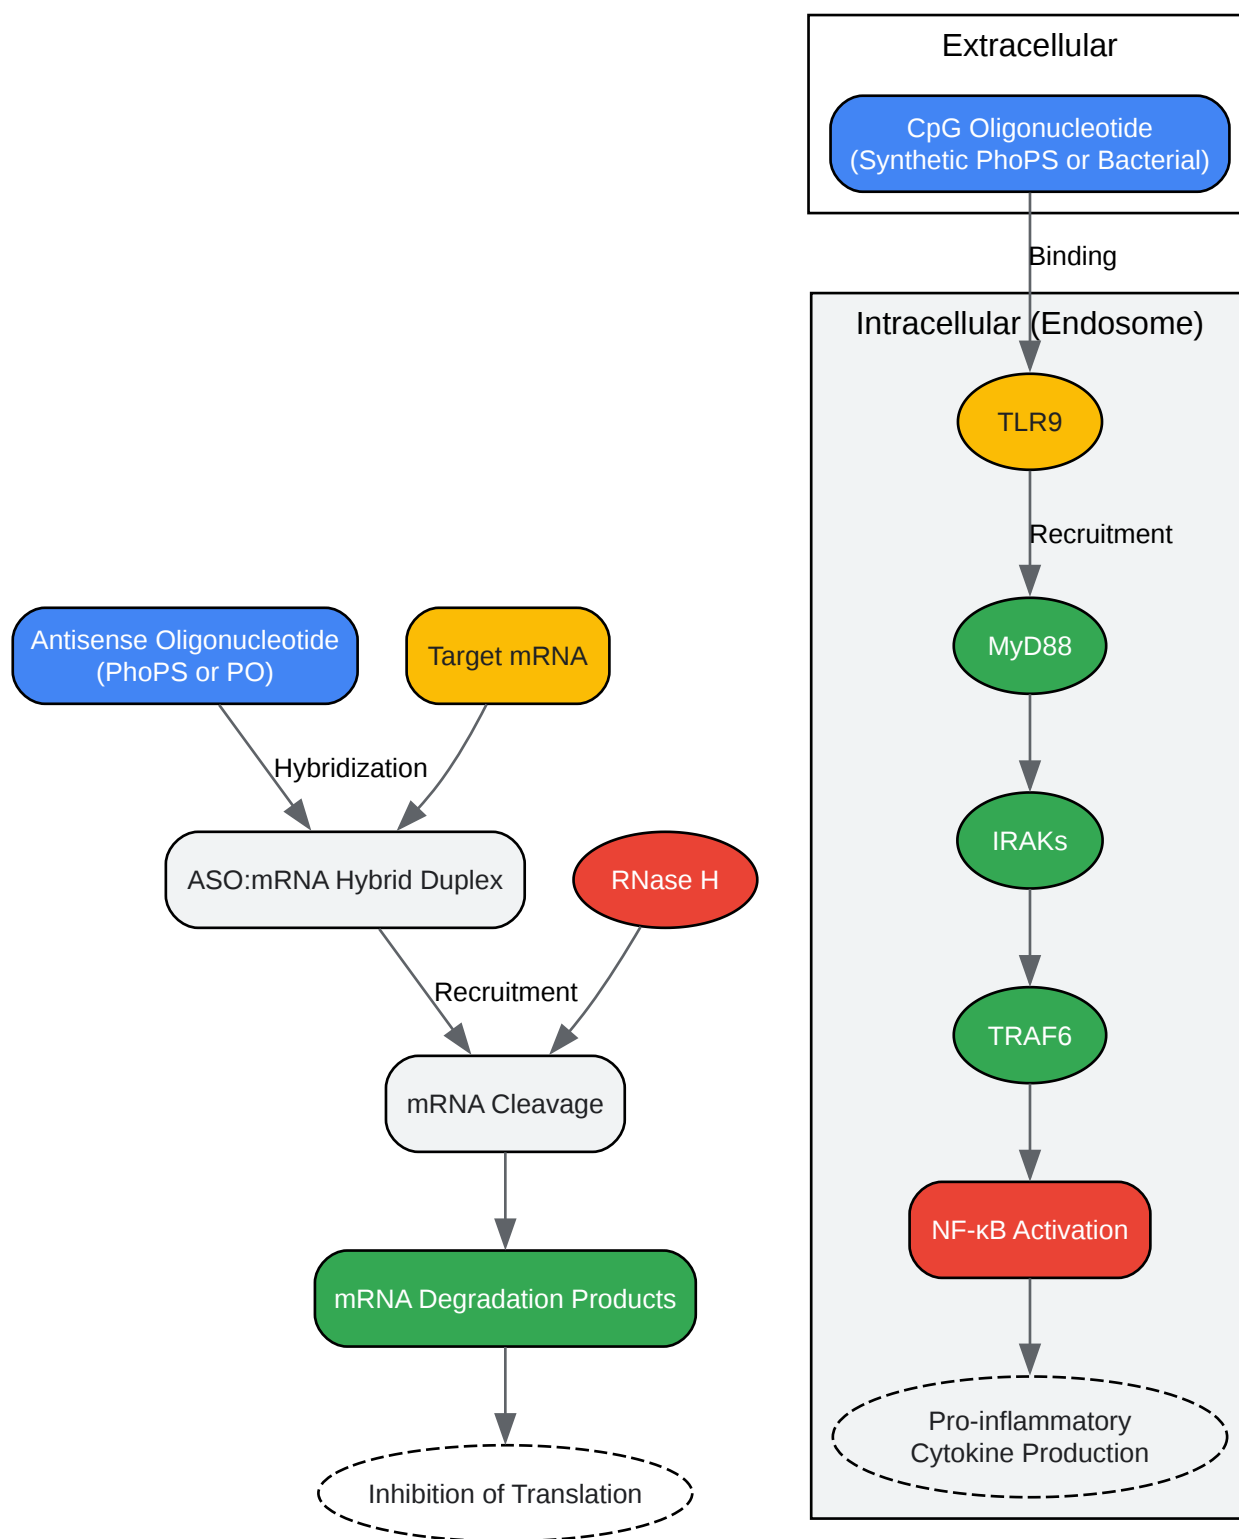 Extracellular
CpG Oligonucleotide
(Synthetic PhoPS or Bacterial)
Binding
Intracellular (Endosome)
TLR9
Recruitment
MyD88
IRAKs
TRAF6
NF-κB Activation
Pro-inflammatory
Cytokine Production
Antisense Oligonucleotide
(PhoPS or PO)
Target mRNA
Hybridization
ASO:mRNA Hybrid Duplex
RNase H
Recruitment
mRNA Cleavage
mRNA Degradation Products
Inhibition of Translation